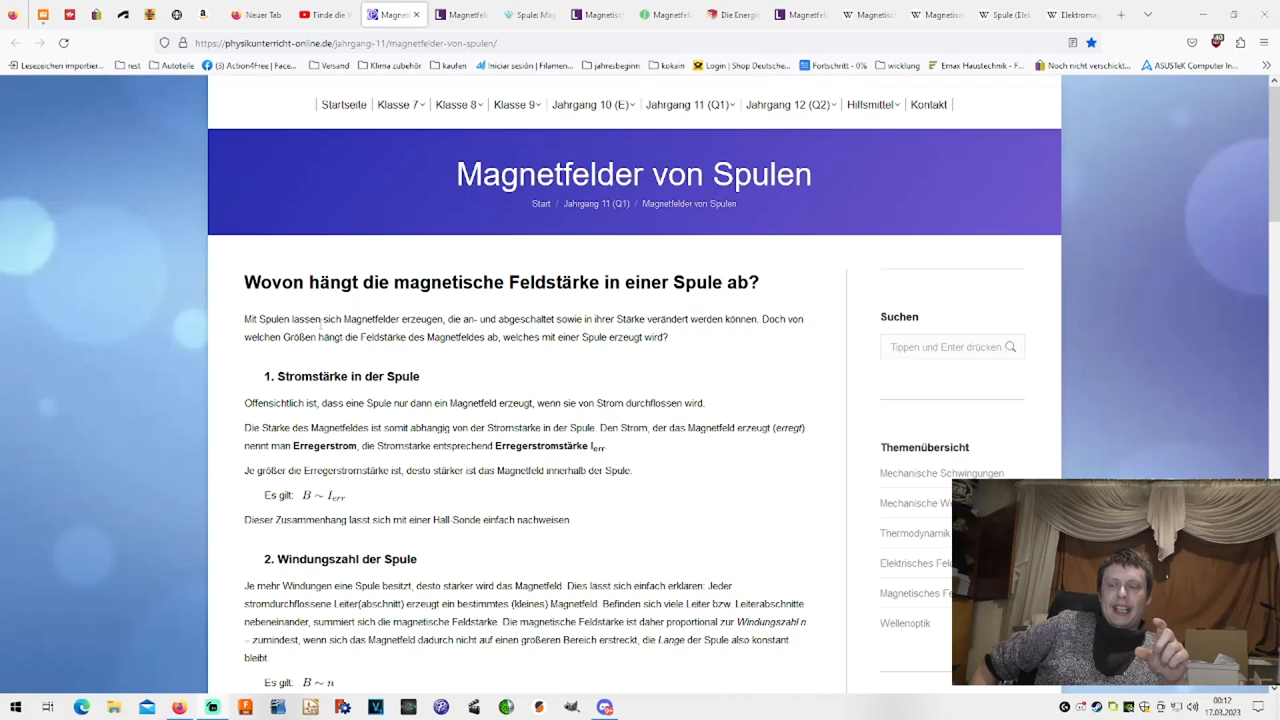 Neuer Tab
Finde die W
Magnet
Magnetfel
Spule: Mag
Magnetisc
Magnetfel
Die Energie
Magnetfel
Magnetisc
Magnetisc
Spule (Elek
Elektromag
https://physikunterricht-online.de/jahrgang-11/magnetfelder-von-spulen/
Lesezeichen importier...
rest
Autoteile
(3) Action4Free | Face...
Versand
Klima zubehör
kaufen
Iniciar sesión | Filamen...
jahresbeginn
kokain
Login | Shop Deutsche...
Fortschritt - 0%
wicklung
Emax Haustechnik - F...
Noch nicht verschickt...
ASUSTeK Computer In...
Startseite
Klasse 7
Klasse 8
Klasse 9
Jahrgang 10 (E)
Jahrgang 11 (Q1)
Jahrgang 12 (Q2)
Hilfsmittel
Kontakt
Magnetfelder von Spulen
Start / Jahrgang 11 (Q1) / Magnetfelder von Spulen
Wovon hängt die magnetische Feldstärke in einer Spule ab?
Mit Spulen lassen sich Magnetfelder erzeugen, die an- und abgeschaltet sowie in ihrer Stärke verändert werden können. Doch von
welchen Größen hängt die Feldstärke des Magnetfeldes ab, welches mit einer Spule erzeugt wird?
1. Stromstärke in der Spule
Offensichtlich ist, dass eine Spule nur dann ein Magnetfeld erzeugt, wenn sie von Strom durchflossen wird.
Die Stärke des Magnetfeldes ist somit abhängig von der Stromstärke in der Spule. Den Strom, der das Magnetfeld erzeugt (erregt)
nennt man Erregerstrom, die Stromstärke entsprechend Erregerstromstärke Ierr.
Je größer die Erregerstromstärke ist, desto stärker ist das Magnetfeld innerhalb der Spule.
Es gilt: B ~ Ierr
Dieser Zusammenhang lässt sich mit einer Hall-Sonde einfach nachweisen.
2. Windungszahl der Spule
Je mehr Windungen eine Spule besitzt, desto stärker wird das Magnetfeld. Dies lässt sich einfach erklären: Jeder
stromdurchflossene Leiter(abschnitt) erzeugt ein bestimmtes (kleines) Magnetfeld. Befinden sich viele Leiter bzw. Leiterabschnitte
nebeneinander, summiert sich die magnetische Feldstärke. Die magnetische Feldstärke ist daher proportional zur Windungszahl n
– zumindest, wenn sich das Magnetfeld dadurch nicht auf einen größeren Bereich erstreckt, die Länge der Spule also konstant
bleibt.
Es gilt: B ~ n
Suchen
Tippen und Enter drücken
Themenübersicht
Mechanische Schwingungen
Mechanische We
Thermodynamik
Elektrisches Feld
Magnetisches Fe
Wellenoptik
00:12
17.03.2023